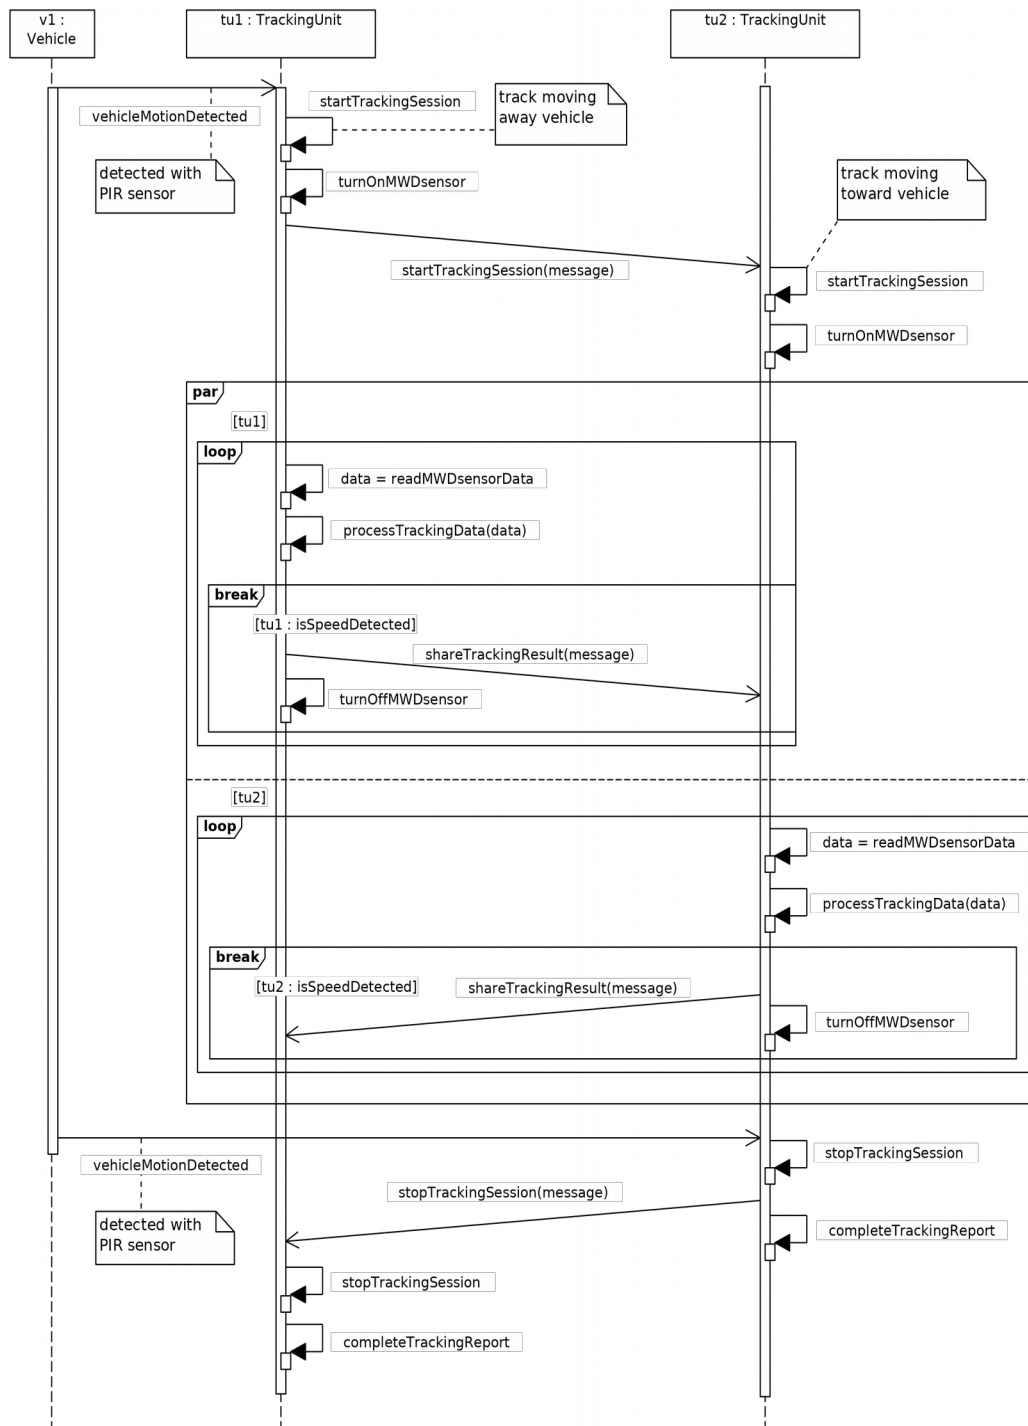 v1 :
Vehicle
tu1 : TrackingUnit
tu2 : TrackingUnit
startTrackingSession
track moving
away vehicle
vehicleMotionDetected
detected with
PIR sensor
turnOnMWDsensor
track moving
toward vehicle
startTrackingSession(message)
startTrackingSession
turnOnMWDsensor
par
[tu1]
loop
data = readMWDsensorData
processTrackingData(data)
break
[tu1 : isSpeedDetected]
shareTrackingResult(message)
turnOffMWDsensor
[tu2]
loop
data = readMWDsensorData
processTrackingData(data)
break
[tu2 : isSpeedDetected]
shareTrackingResult(message)
turnOffMWDsensor
vehicleMotionDetected
stopTrackingSession
stopTrackingSession(message)
detected with
PIR sensor
completeTrackingReport
stopTrackingSession
completeTrackingReport